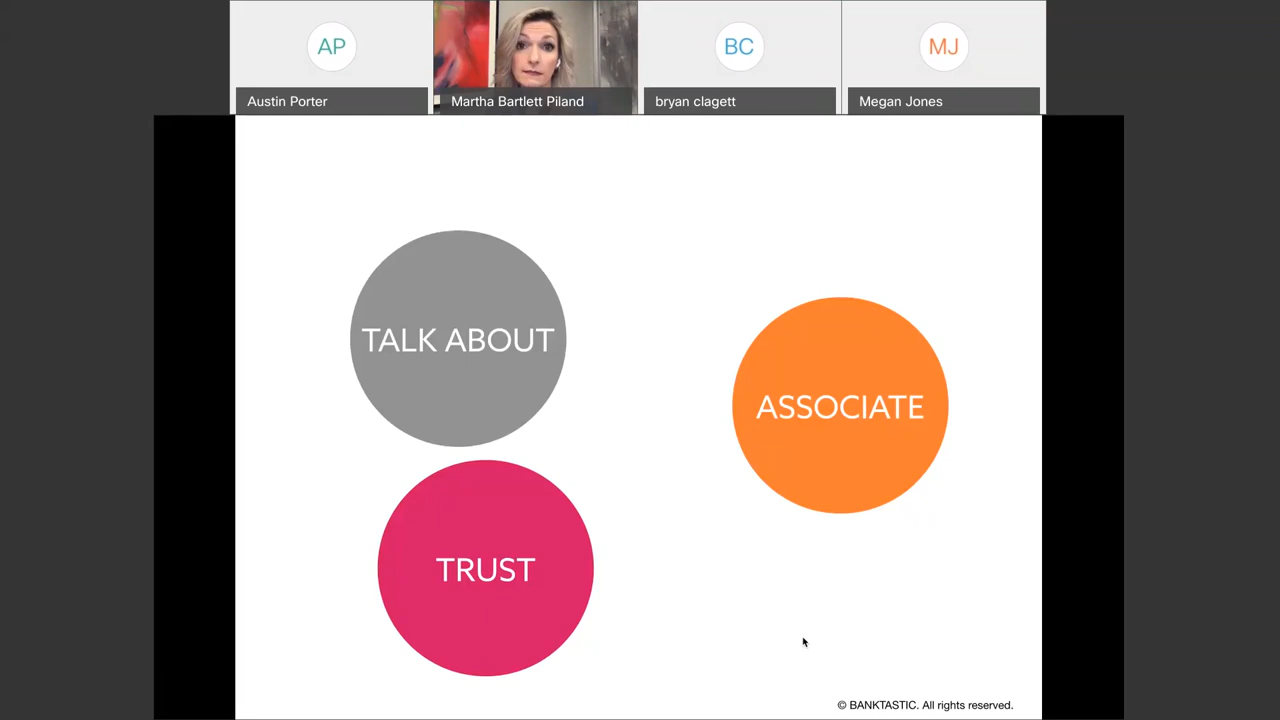 AP
BC
MJ
Austin Porter
Martha Bartlett Piland
bryan clagett
Megan Jones
TALK ABOUT
ASSOCIATE
TRUST
© BANKTASTIC. All rights reserved.